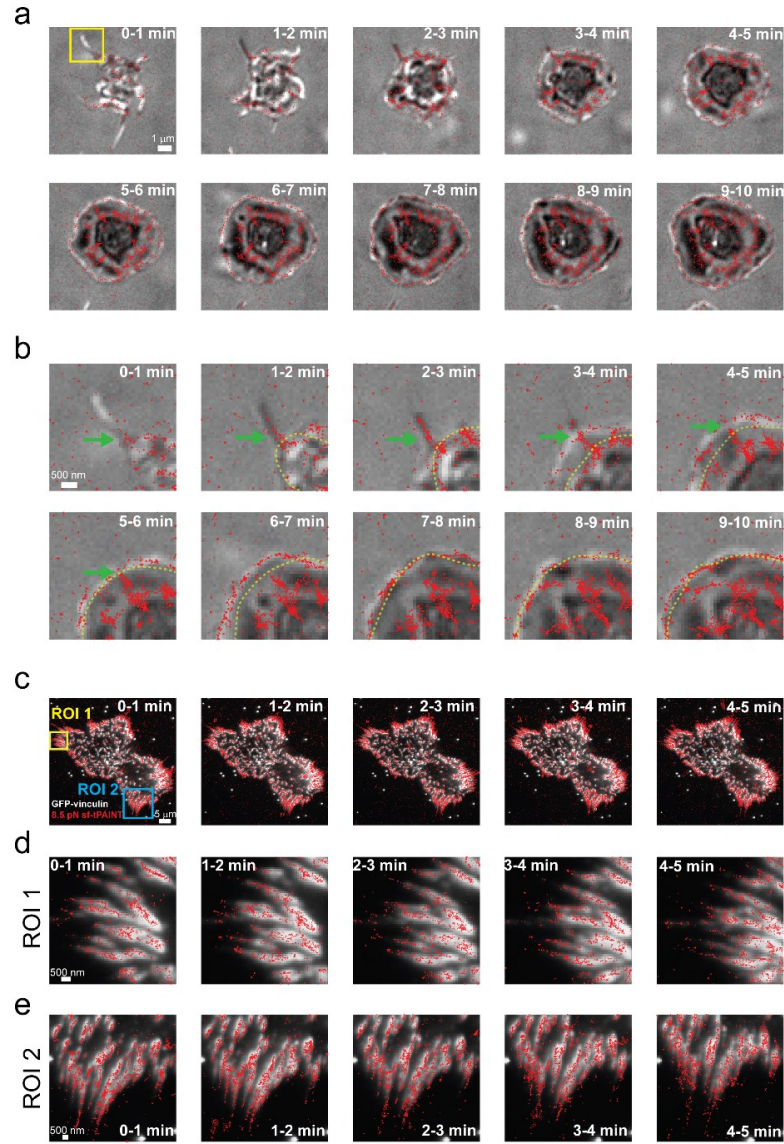 a
0-1 min
1-2 min
2-3 min
3-4 min
4-5 min
1 μm
5-6 min
6-7 min
7-8 min
8-9 min
9-10 min
b
0-1 min
1-2 min
2-3 min
3-4 min
4-5 min
500 nm
5-6 min
6-7 min
7-8 min
8-9 min
9-10 min
c
0-1 min
1-2 min
2-3 min
3-4 min
4-5 min
ROI 1
ROI 2
GFP-vinculin
8.5 pN sf-tPAINT
5 μm
d
0-1 min
1-2 min
2-3 min
3-4 min
4-5 min
ROI 1
500 nm
e
ROI 2
500 nm
0-1 min
1-2 min
2-3 min
3-4 min
4-5 min